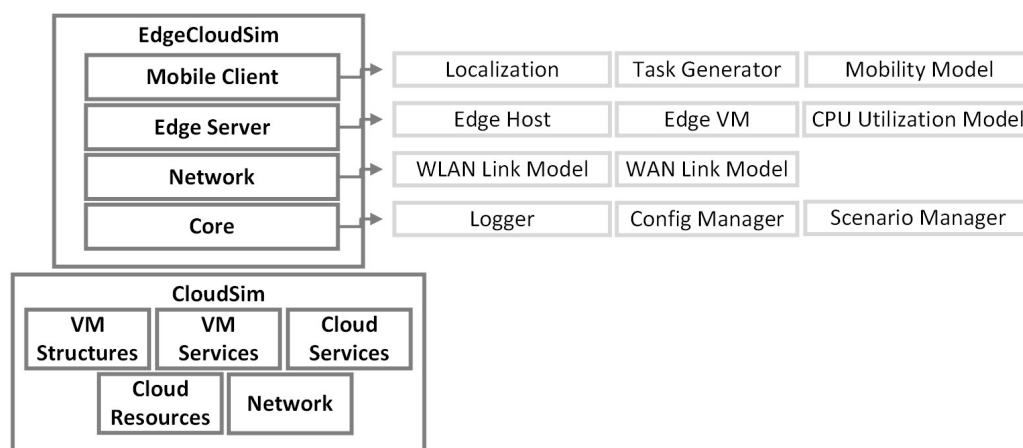 EdgeCloudSim
Mobile Client
Localization
Task Generator
Mobility Model
Edge Server
Edge Host
Edge VM
CPU Utilization Model
Network
WLAN Link Model
WAN Link Model
Core
Logger
Config Manager
Scenario Manager
CloudSim
VM
Structures
VM
Services
Cloud
Services
Cloud
Resources
Network